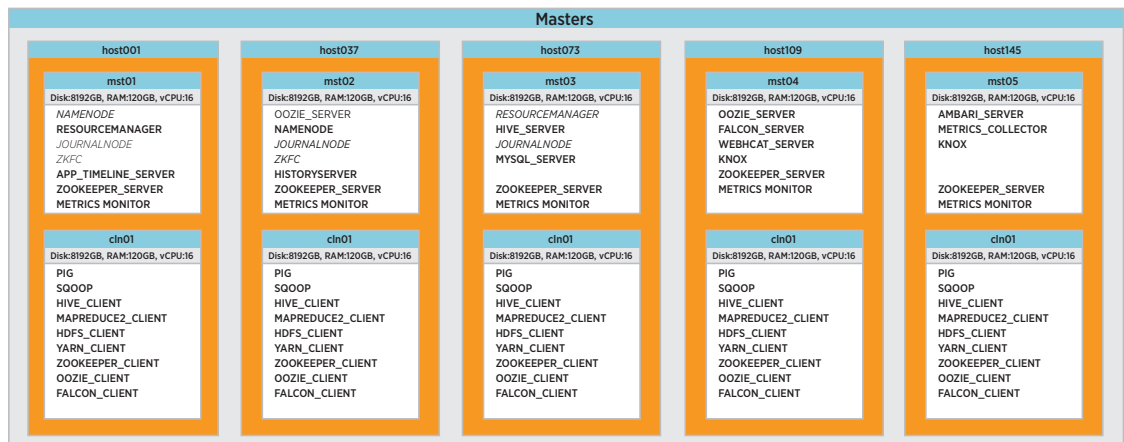 Masters
host001
mst01
Disk:8192GB, RAM:120GB, vCPU:16
NAMENODE
RESOURCEMANAGER
JOURNALNODE
ZKFC
APP_TIMELINE_SERVER
ZOOKEEPER_SERVER
METRICS MONITOR
cln01
Disk:8192GB, RAM:120GB, vCPU:16
PIG
SQOOP
HIVE_CLIENT
MAPREDUCE2_CLIENT
HDFS_CLIENT
YARN_CLIENT
ZOOKEEPER_CLIENT
OOZIE_CLIENT
FALCON_CLIENT
host037
mst02
Disk:8192GB, RAM:120GB, vCPU:16
OOZIE_SERVER
NAMENODE
JOURNALNODE
ZKFC
HISTORYSERVER
ZOOKEEPER_SERVER
METRICS MONITOR
cln01
Disk:8192GB, RAM:120GB, vCPU:16
PIG
SQOOP
HIVE_CLIENT
MAPREDUCE2_CLIENT
HDFS_CLIENT
YARN_CLIENT
ZOOKEEPER_CLIENT
OOZIE_CLIENT
FALCON_CLIENT
host073
mst03
Disk:8192GB, RAM:120GB, vCPU:16
RESOURCEMANAGER
HIVE_SERVER
JOURNALNODE
MYSQL_SERVER
ZOOKEEPER_SERVER
METRICS MONITOR
cln01
Disk:8192GB, RAM:120GB, vCPU:16
PIG
SQOOP
HIVE_CLIENT
MAPREDUCE2_CLIENT
HDFS_CLIENT
YARN_CLIENT
ZOOKEEPER_CLIENT
OOZIE_CLIENT
FALCON_CLIENT
host109
mst04
Disk:8192GB, RAM:120GB, vCPU:16
OOZIE_SERVER
FALCON_SERVER
WEBHCAT_SERVER
KNOX
ZOOKEEPER_SERVER
METRICS MONITOR
cln01
Disk:8192GB, RAM:120GB, vCPU:16
PIG
SQOOP
HIVE_CLIENT
MAPREDUCE2_CLIENT
HDFS_CLIENT
YARN_CLIENT
ZOOKEEPER_CLIENT
OOZIE_CLIENT
FALCON_CLIENT
host145
mst05
Disk:8192GB, RAM:120GB, vCPU:16
AMBARI_SERVER
METRICS_COLLECTOR
KNOX
ZOOKEEPER_SERVER
METRICS MONITOR
cln01
Disk:8192GB, RAM:120GB, vCPU:16
PIG
SQOOP
HIVE_CLIENT
MAPREDUCE2_CLIENT
HDFS_CLIENT
YARN_CLIENT
ZOOKEEPER_CLIENT
OOZIE_CLIENT
FALCON_CLIENT